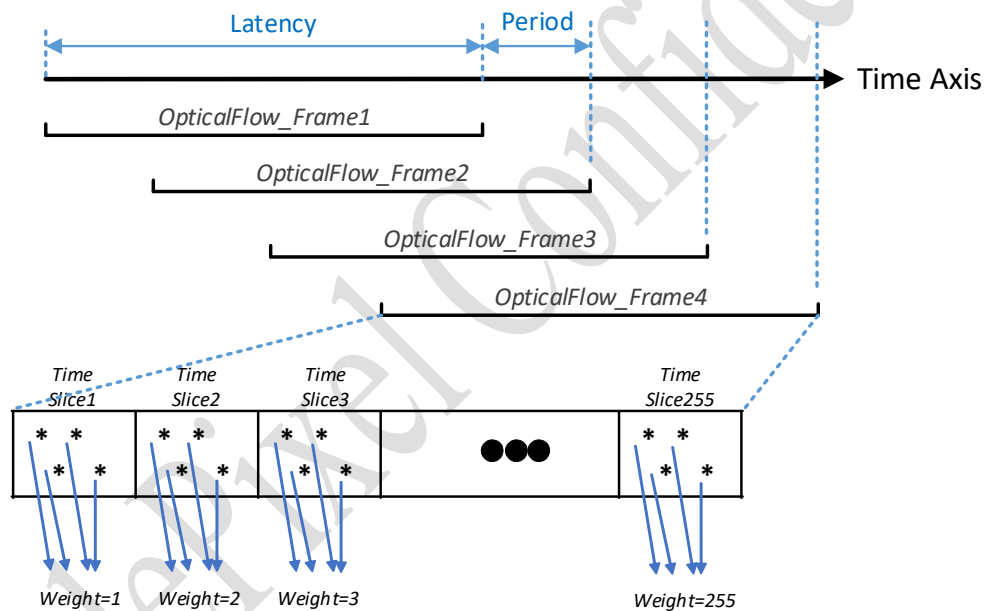 Latency
Period
Time Axis
OpticalFlow_Frame1
OpticalFlow_Frame2
OpticalFlow_Frame3
OpticalFlow_Frame4
Time
Slice1
Time
Slice2
Time
Slice3
Time
Slice255
* *
* *
* *
* *
* *
* *
* *
* *
Weight=1
Weight=2
Weight=3
Weight=255